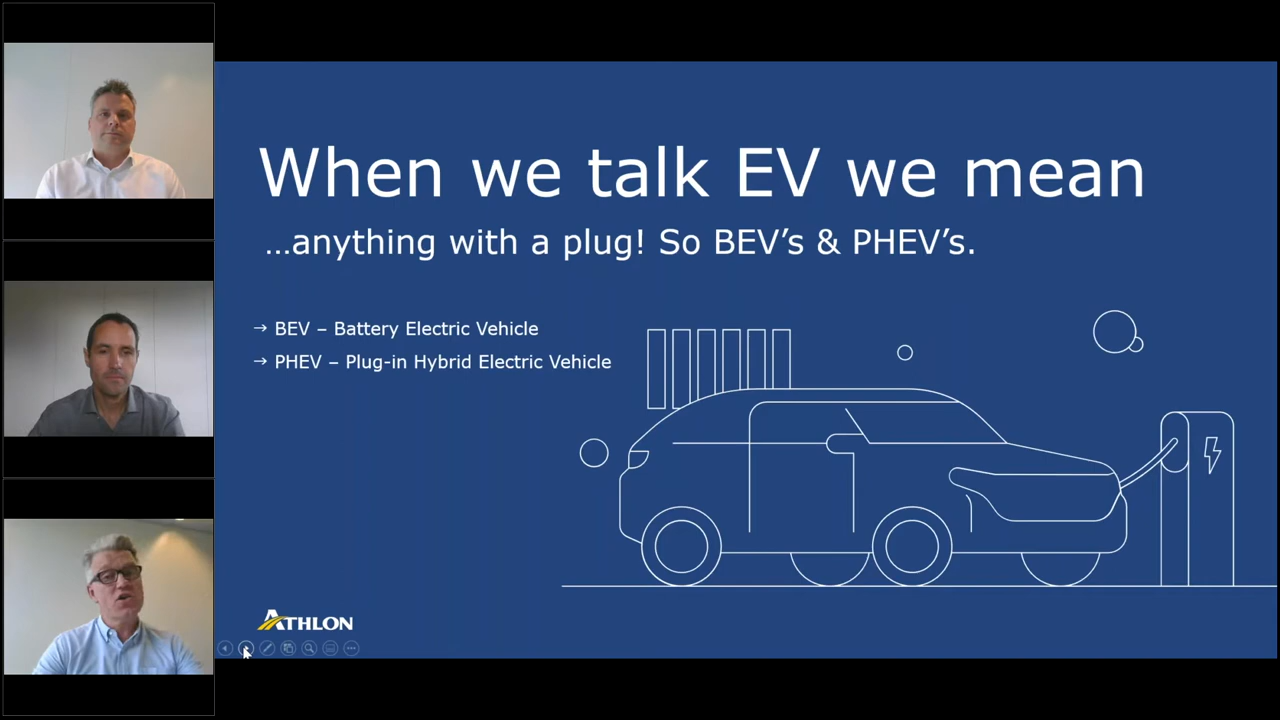 When we talk EV we mean
…anything with a plug! So BEV’s & PHEV’s.
→ BEV – Battery Electric Vehicle
→ PHEV – Plug-in Hybrid Electric Vehicle
ATHLON